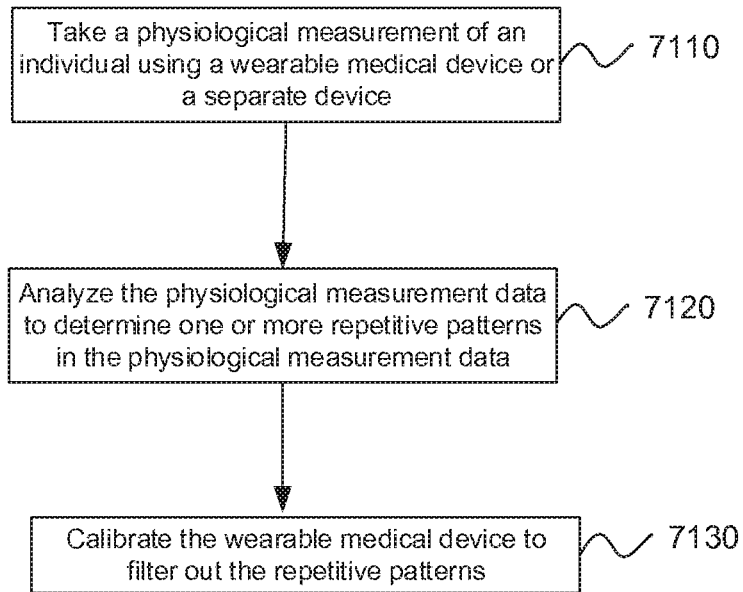 Take a physiological measurement of an
individual using a wearable medical device or
a separate device
7110
Analyze the physiological measurement data
to determine one or more repetitive patterns
in the physiological measurement data
7120
Calibrate the wearable medical device to
filter out the repetitive patterns
7130